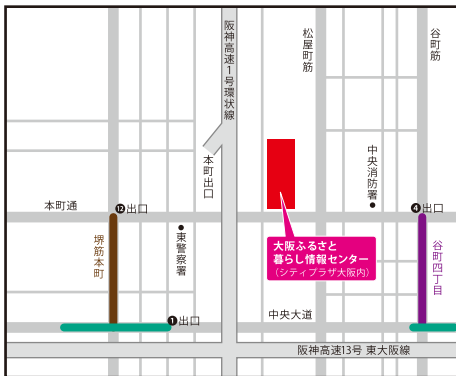 阪神高速1号環状線
松屋町筋
谷町筋
本町出口
中央消防署
本町通
⓬出口
❹出口
東警察署
堺筋本町
大阪ふるさと
暮らし情報センター
(シティプラザ大阪内)
谷町四丁目
❶出口
中央大道
阪神高速13号 東大阪線